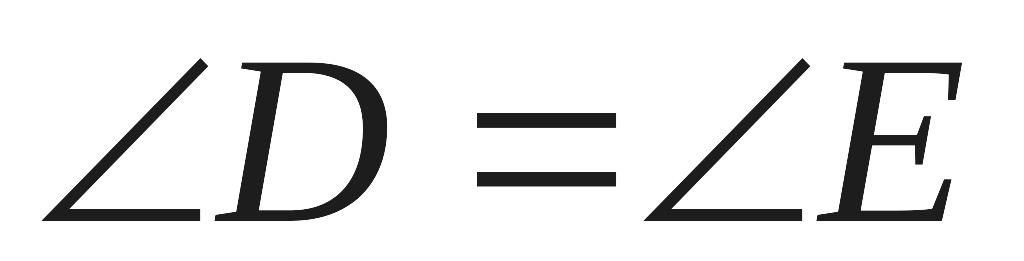 ∠D = ∠E